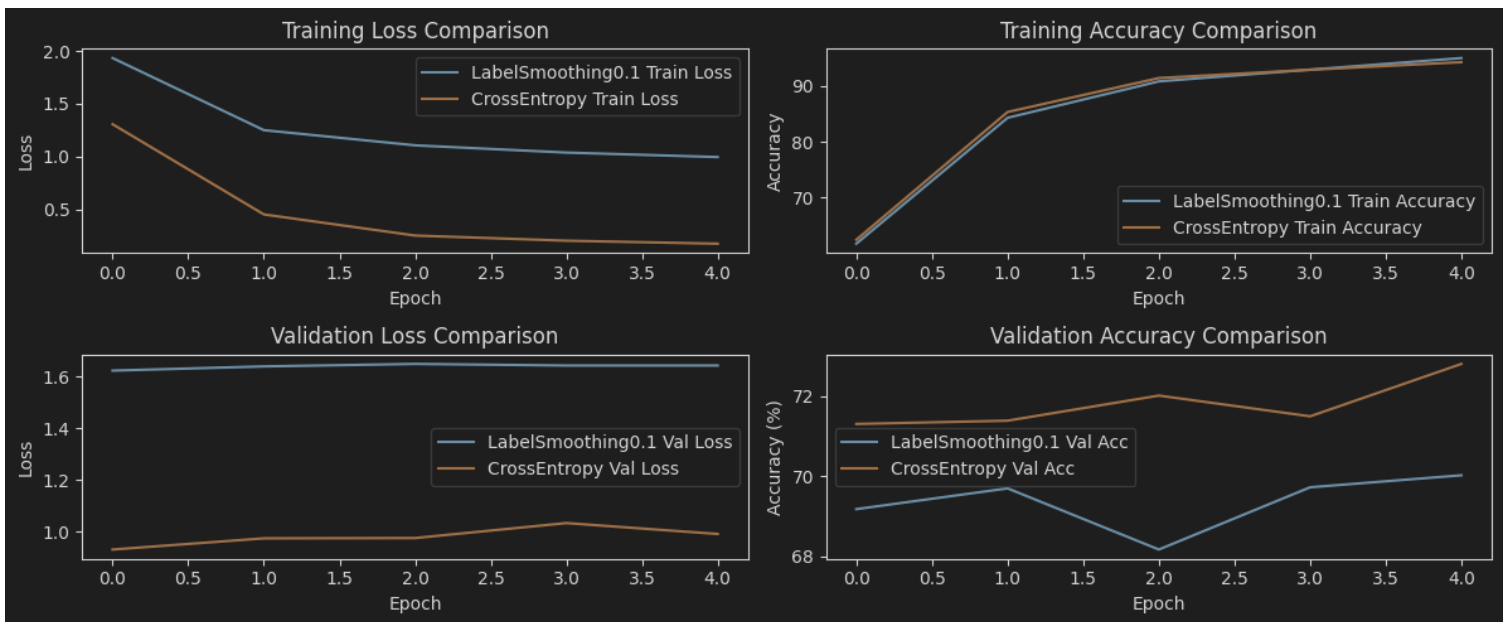 Training Loss Comparison
2.0
1.5
1.0
0.5
Loss
LabelSmoothing0.1 Train Loss
CrossEntropy Train Loss
0.0 0.5 1.0 1.5 2.0 2.5 3.0 3.5 4.0
Epoch
Training Accuracy Comparison
90
80
70
Accuracy
LabelSmoothing0.1 Train Accuracy
CrossEntropy Train Accuracy
0.0 0.5 1.0 1.5 2.0 2.5 3.0 3.5 4.0
Epoch
Validation Loss Comparison
1.6
1.4
1.2
1.0
Loss
LabelSmoothing0.1 Val Loss
CrossEntropy Val Loss
0.0 0.5 1.0 1.5 2.0 2.5 3.0 3.5 4.0
Epoch
Validation Accuracy Comparison
72
70
68
Accuracy (%)
LabelSmoothing0.1 Val Acc
CrossEntropy Val Acc
0.0 0.5 1.0 1.5 2.0 2.5 3.0 3.5 4.0
Epoch